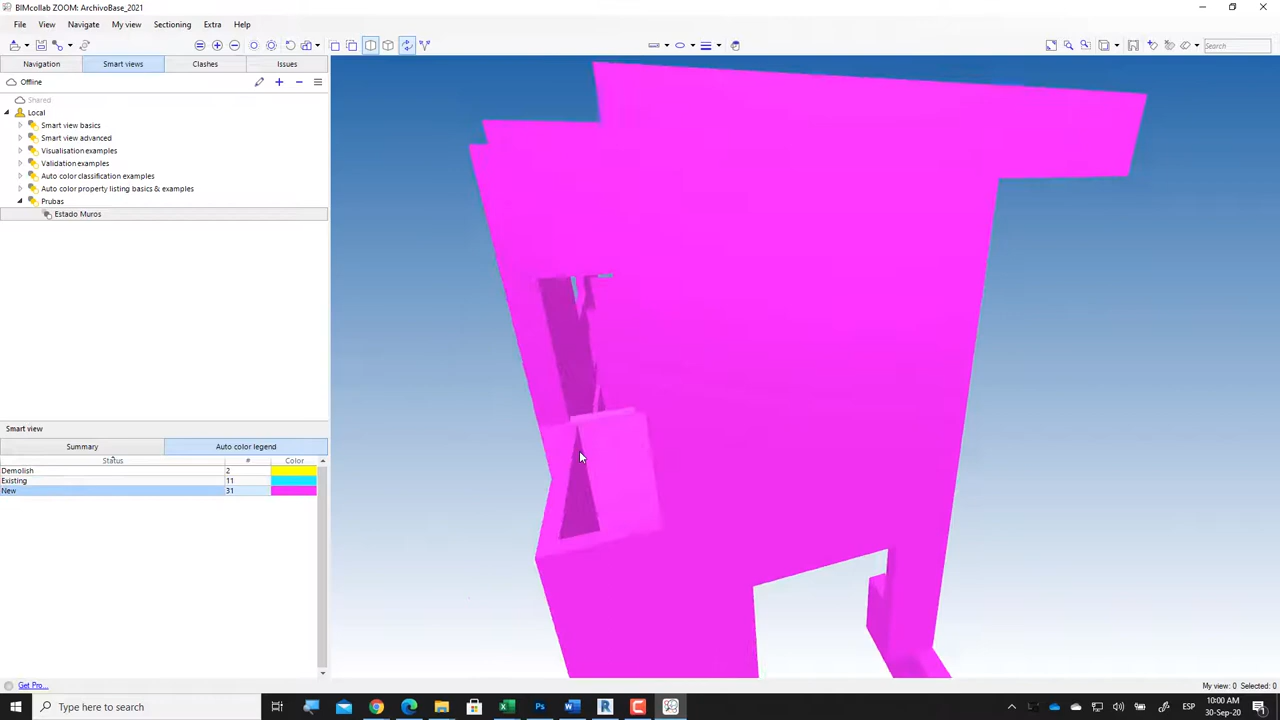 BIMcollab ZOOM: ArchivoBase_2021
File View Navigate My view Sectioning Extra Help
Search
Navigation Smart views Clashes Issues
Offline
Shared
Local
Smart view basics
Smart view advanced
Visualisation examples
Validation examples
Auto color classification examples
Auto color property listing basics & examples
Prubas
Estado Muros
Smart view
Summary Auto color legend
Status # Color
Demolish 2
Existing 11
New 31
Get Pro... My view: 0 Selected: 0
Type here to search
ESP
10:00 AM
30-Sep-20